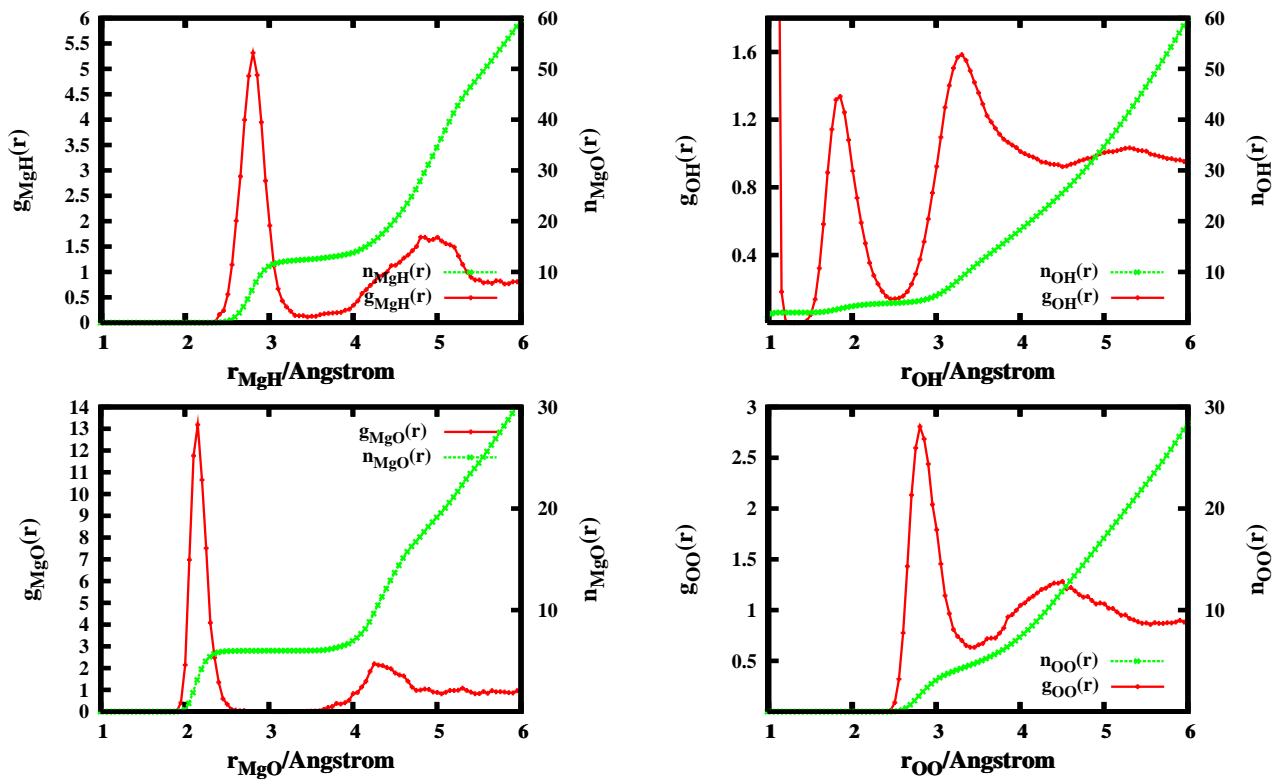 g_MgH(r)
6
5.5
5
4.5
4
3.5
3
2.5
2
1.5
1
0.5
0
60
50
40
30
20
10
n_MgO(r)
n_MgH(r)
g_MgH(r)
1 2 3 4 5 6
r_MgH/Angstrom
g_OH(r)
1.6
1.2
0.8
0.4
60
50
40
30
20
10
n_OH(r)
n_OH(r)
g_OH(r)
1 2 3 4 5 6
r_OH/Angstrom
g_MgO(r)
14
13
12
11
10
9
8
7
6
5
4
3
2
1
0
30
20
10
n_MgO(r)
g_MgO(r)
n_MgO(r)
1 2 3 4 5 6
r_MgO/Angstrom
g_OO(r)
3
2.5
2
1.5
1
0.5
30
20
10
n_OO(r)
n_OO(r)
g_OO(r)
1 2 3 4 5 6
r_OO/Angstrom